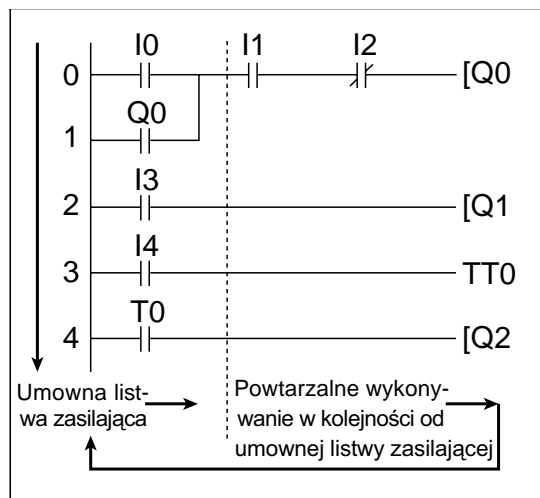 I0 I1 I2
0 [Q0
Q0
1
I3
2 [Q1
I4
3 TT0
T0
4 [Q2
Umowna list-
wa zasilająca
Powtarzalne wykony-
wanie w kolejności od
umownej listwy zasilającej